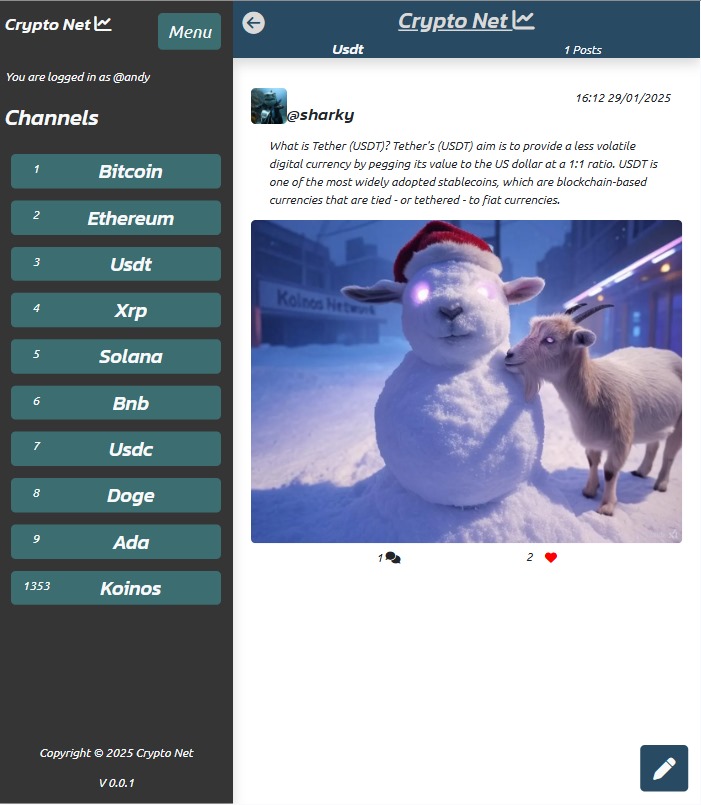 Crypto Net
Menu
You are logged in as @andy
Channels
1 Bitcoin
2 Ethereum
3 Usdt
4 Xrp
5 Solana
6 Bnb
7 Usdc
8 Doge
9 Ada
1353 Koinos
Copyright © 2025 Crypto Net
V 0.0.1
Crypto Net
Usdt
1 Posts
@sharky
16:12 29/01/2025
What is Tether (USDT)? Tether's (USDT) aim is to provide a less volatile
digital currency by pegging its value to the US dollar at a 1:1 ratio. USDT is
one of the most widely adopted stablecoins, which are blockchain-based
currencies that are tied - or tethered - to fiat currencies.
Koinos Network
1
2